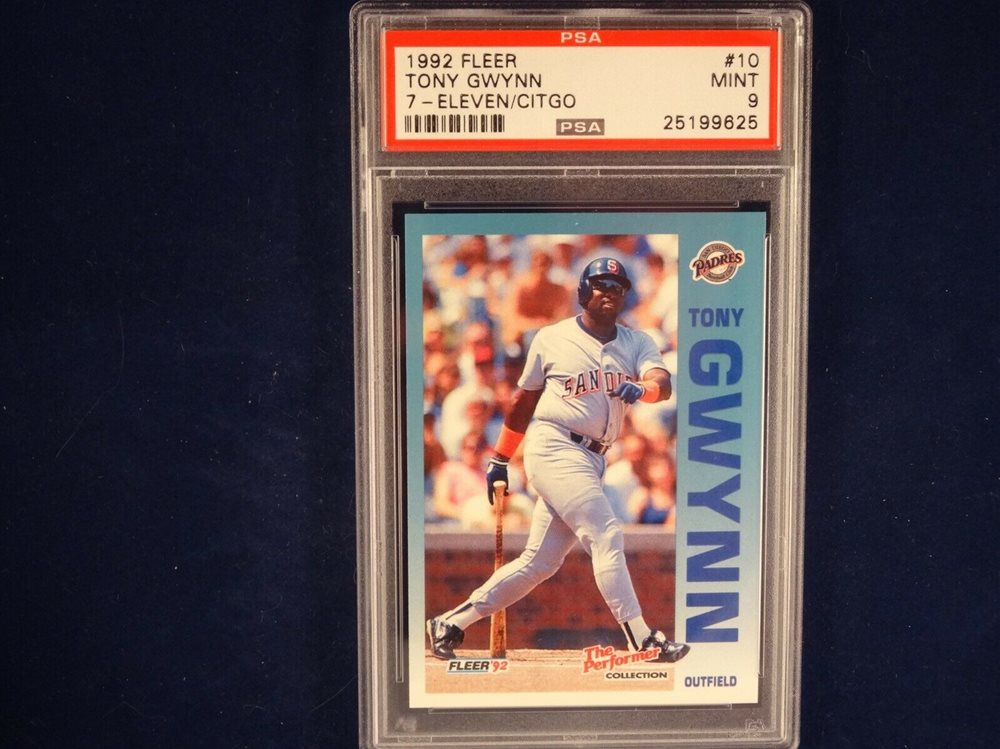 PSA
1992 FLEER #10
TONY GWYNN MINT
7-ELEVEN/CITGO 9
PSA 25199625
PADRES
TONY
GWYNN
S
SAN DI
FLEER '92
The
Performer
COLLECTION
OUTFIELD